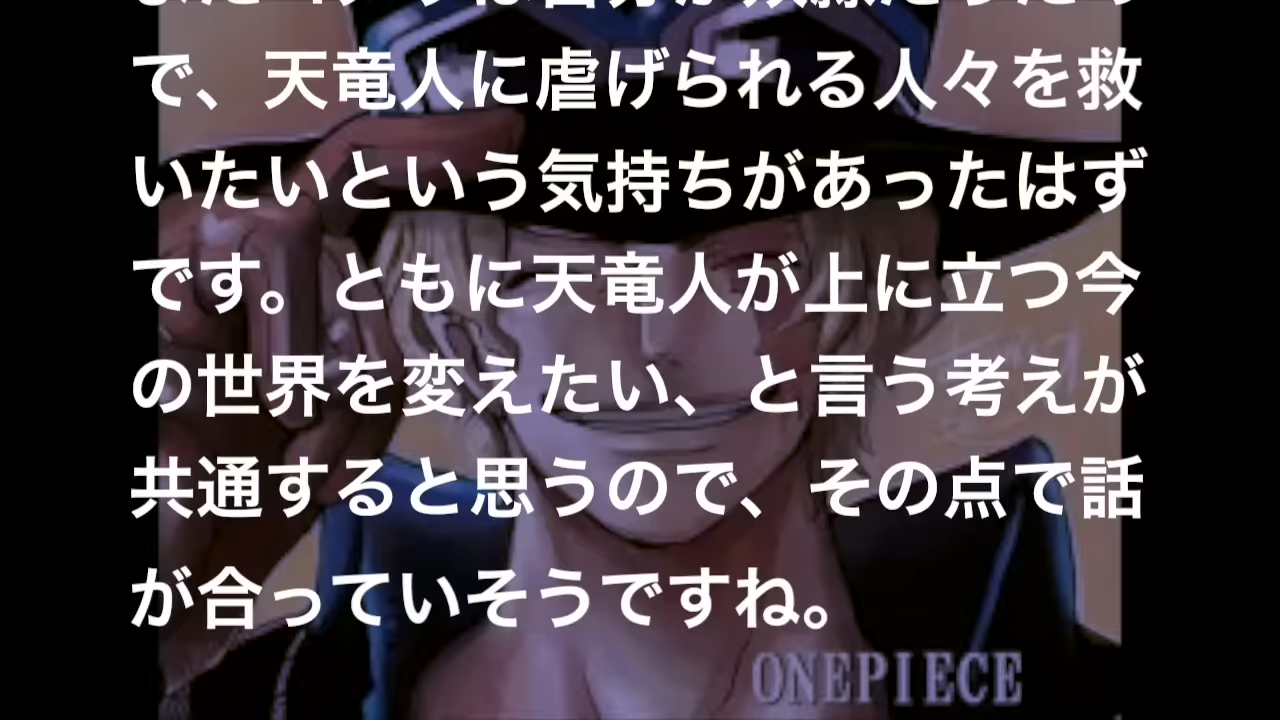 で、天竜人に虐げられる人々を救
いたいという気持ちがあったはず
です。ともに天竜人が上に立つ今
の世界を変えたい、と言う考えが
共通すると思うので、その点で話
が合っていそうですね。
ONEPIECE